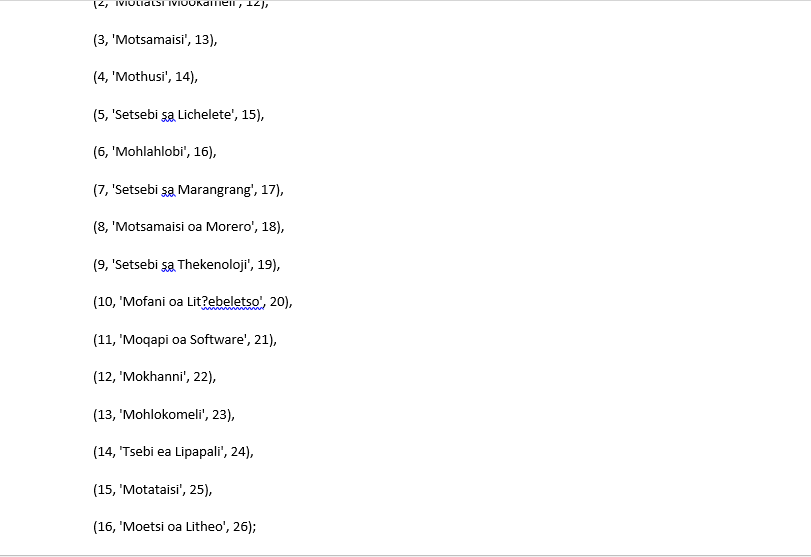 (2, 'Motlatsi Mookameli', 12),
(3, 'Motsamaisi', 13),
(4, 'Mothusi', 14),
(5, 'Setsebi sa Lichelete', 15),
(6, 'Mohlahlobi', 16),
(7, 'Setsebi sa Marangrang', 17),
(8, 'Motsamaisi oa Morero', 18),
(9, 'Setsebi sa Thekenoloji', 19),
(10, 'Mofani oa Lit?ebeletso', 20),
(11, 'Moqapi oa Software', 21),
(12, 'Mokhanni', 22),
(13, 'Mohlokomeli', 23),
(14, 'Tsebi ea Lipapali', 24),
(15, 'Motataisi', 25),
(16, 'Moetsi oa Litheo', 26);